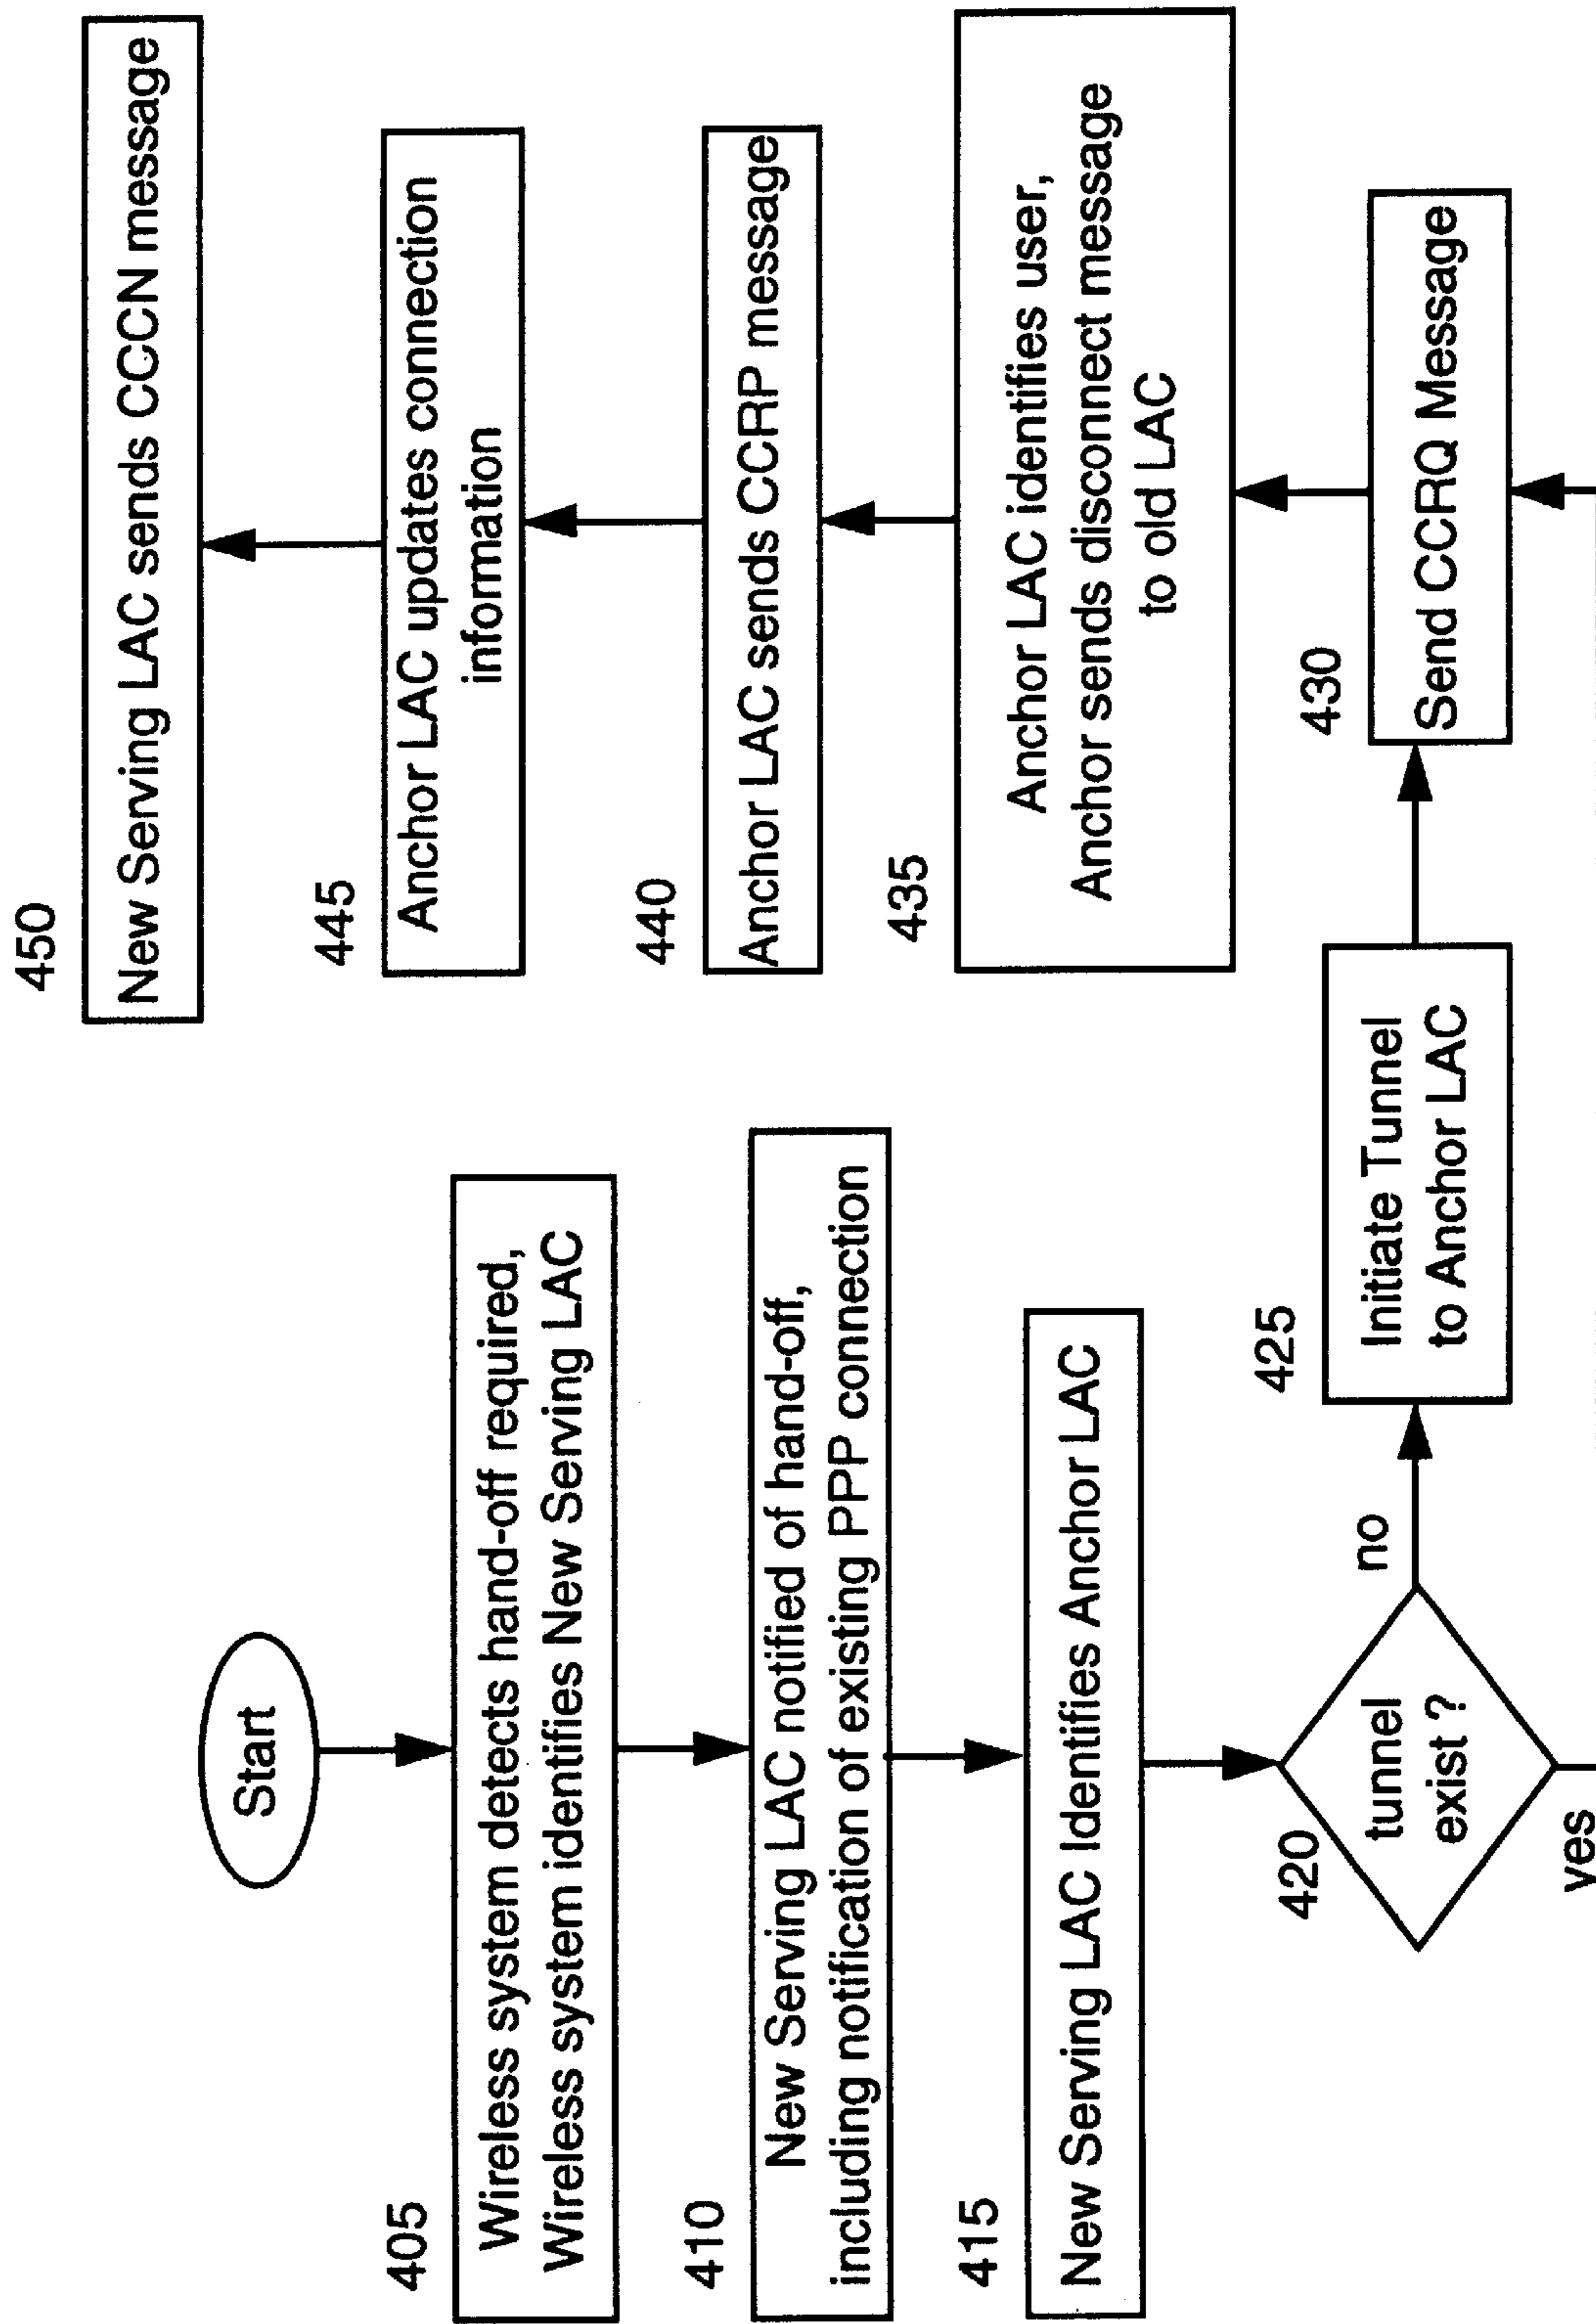 Start
405
Wireless system detects hand-off required,
Wireless system identifies New Serving LAC
410
New Serving LAC notified of hand-off,
including notification of existing PPP connection
415
New Serving LAC Identifies Anchor LAC
420
tunnel
exist ?
no
yes
425
Initiate Tunnel
to Anchor LAC
430
Send CCRQ Message
435
Anchor LAC identifies user,
Anchor sends disconnect message
to old LAC
440
Anchor LAC sends CCRP message
445
Anchor LAC updates connection
information
450
New Serving LAC sends CCCN message